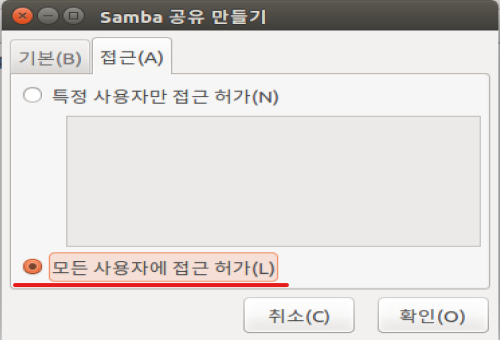 Samba 공유 만들기
기본(B) 접근(A)
특정 사용자만 접근 허가(N)
모든 사용자에 접근 허가(L)
취소(C) 확인(O)